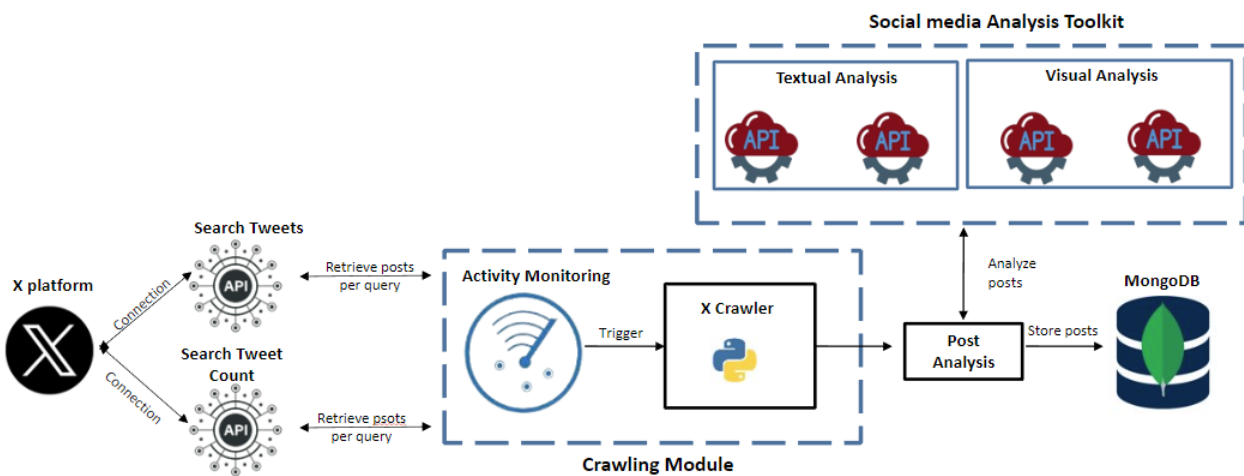 Social media Analysis Toolkit
Textual Analysis
Visual Analysis
API
API
API
API
Search Tweets
X platform
API
Connection
Connection
Retrieve posts
per query
Search Tweet
Count
API
Retrieve psots
per query
Activity Monitoring
Trigger
X Crawler
Crawling Module
Analyze
posts
Post
Analysis
Store posts
MongoDB